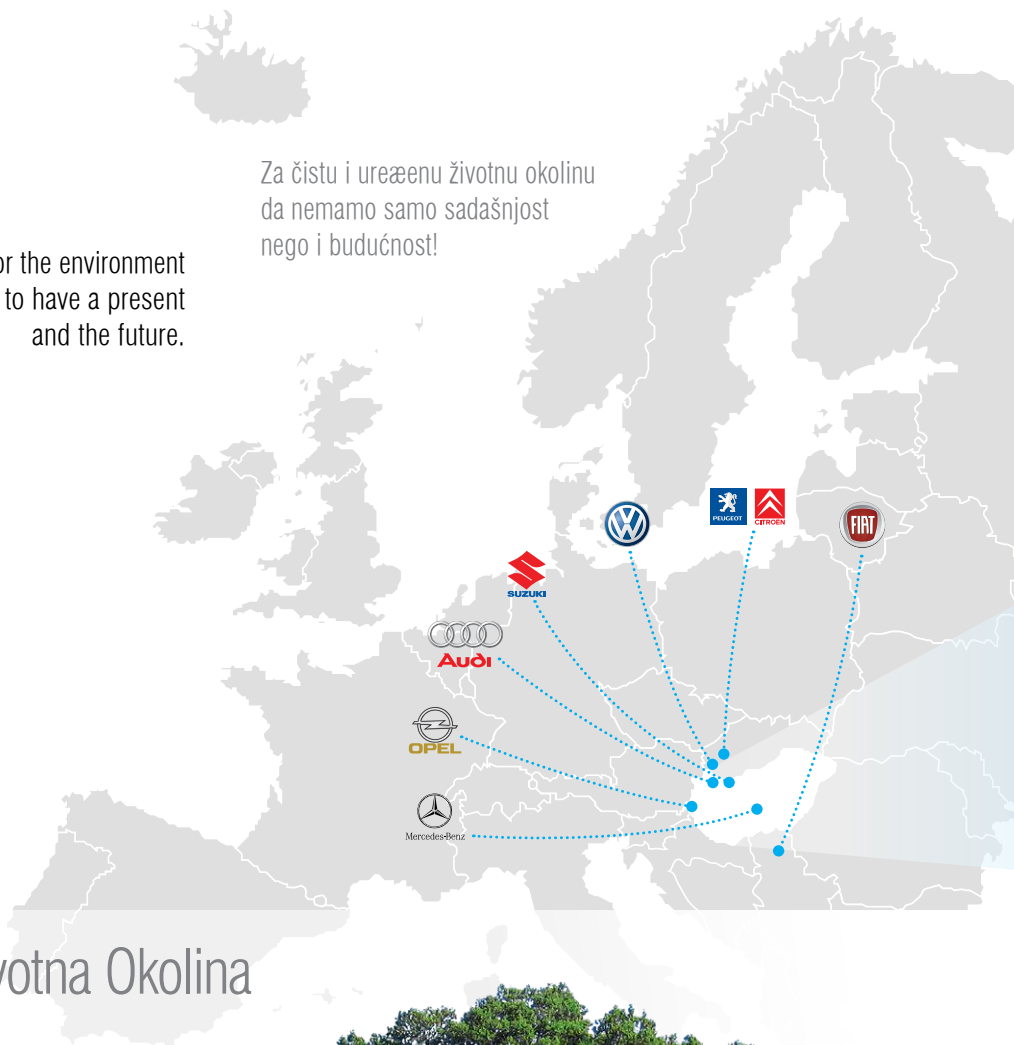 Za čistu i ureæenu životnu okolinu
da nemamo samo sadašnjost
nego i budućnost!
or the environment
to have a present
and the future.
PEUGEOT
CITROËN
FIAT
SUZUKI
Audi
OPEL
Mercedes-Benz
votna Okolina